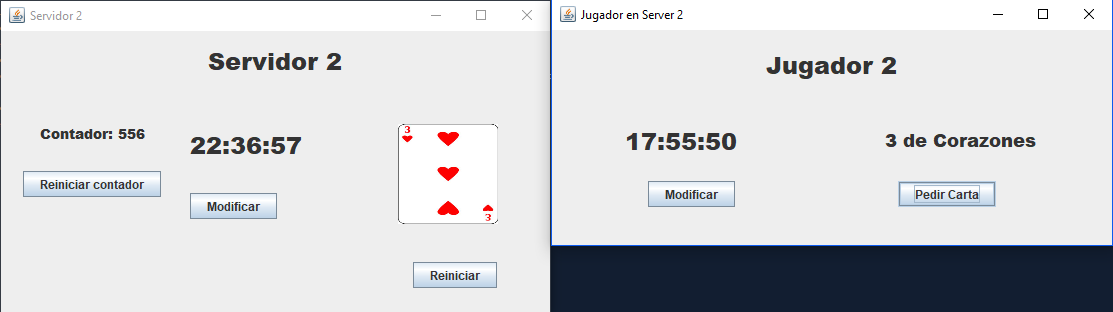 Servidor 2
Servidor 2
Contador: 556
Reiniciar contador
22:36:57
Modificar
3
3
Reiniciar
Jugador en Server 2
Jugador 2
17:55:50
Modificar
3 de Corazones
Pedir Carta